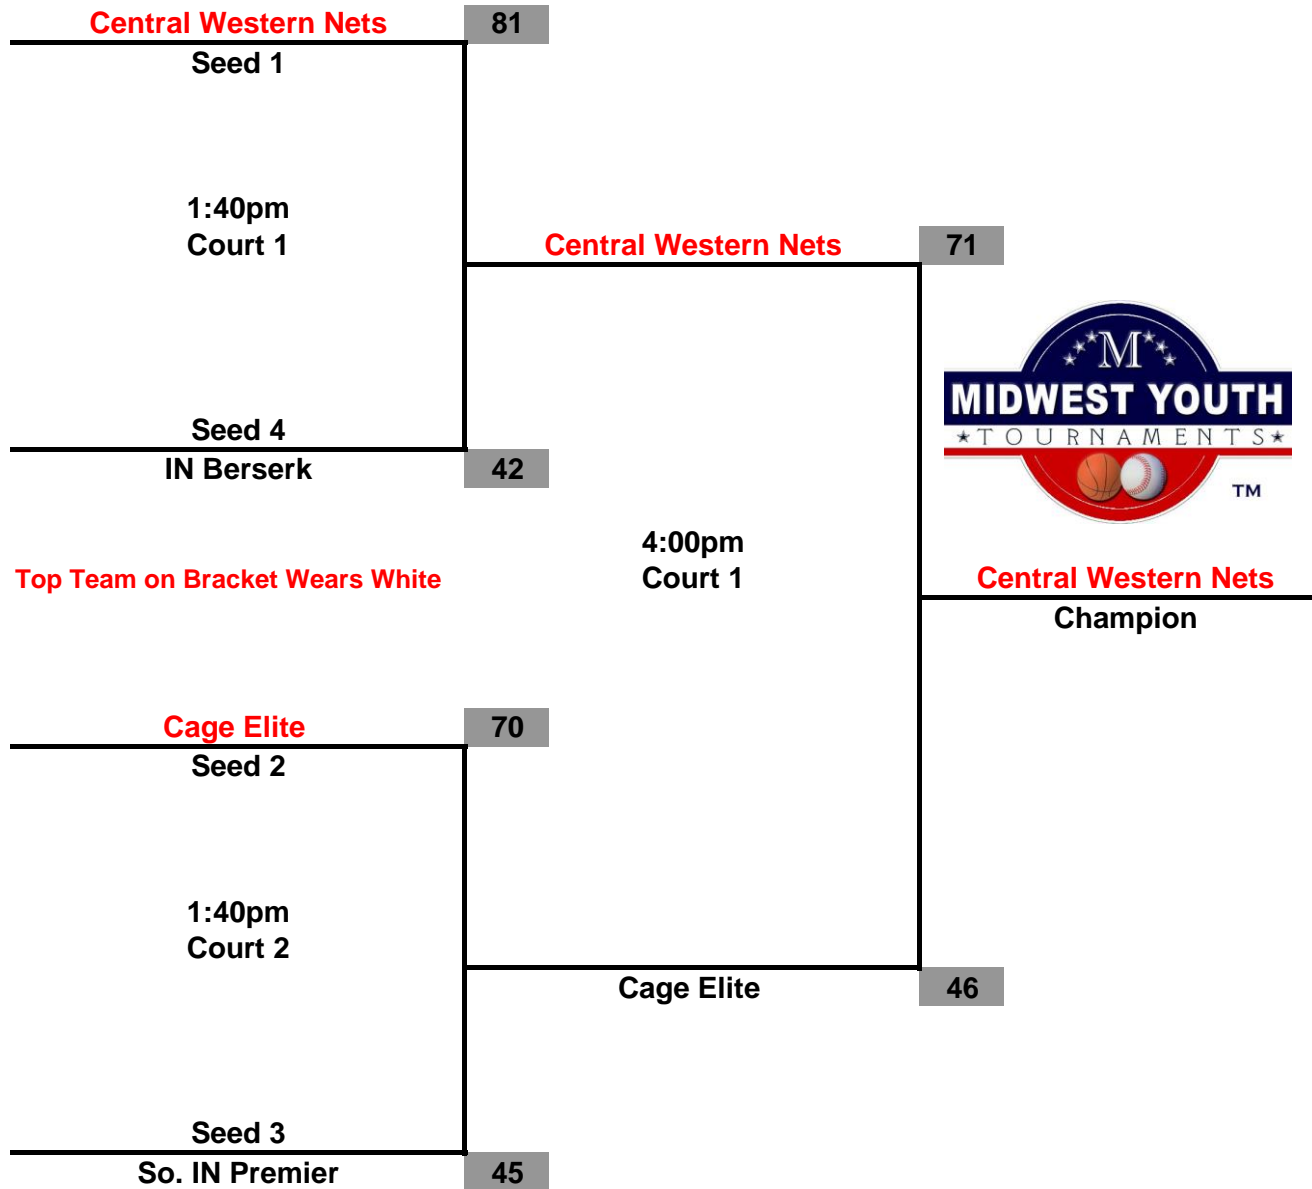 Central Western Nets 81
Seed 1
1:40pm
Court 1
Central Western Nets 71
M
MIDWEST YOUTH
TOURNAMENTS
TM
Seed 4
IN Berserk 42
4:00pm
Top Team on Bracket Wears White
Court 1
Central Western Nets
Champion
Cage Elite 70
Seed 2
1:40pm
Court 2
Cage Elite 46
Seed 3
So. IN Premier 45